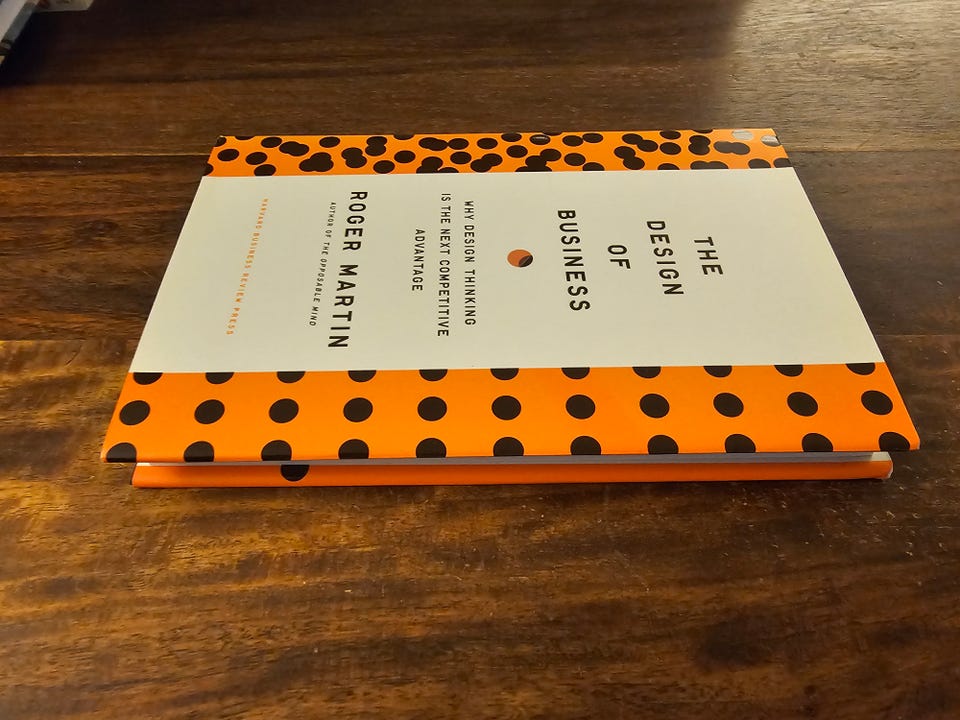 THE
DESIGN
OF
BUSINESS
WHY DESIGN THINKING
IS THE NEXT COMPETITIVE
ADVANTAGE
ROGER MARTIN
AUTHOR OF THE OPPOSABLE MIND
HARVARD BUSINESS REVIEW PRESS